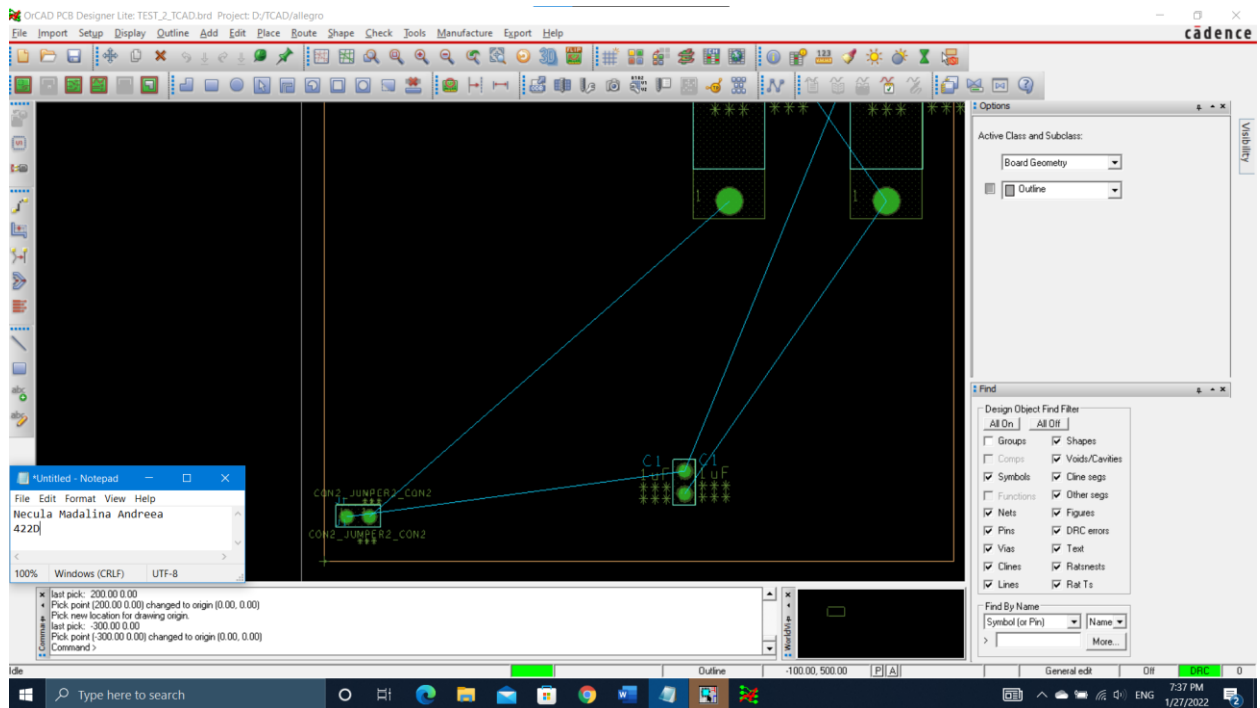 OrCAD PCB Designer Lite: TEST_2_TCAD.brd Project: D:/TCAD/allegro
File Import Setup Display Outline Add Edit Place Route Shape Check Tools Manufacture Export Help
cādence
3D
123
Options
Active Class and Subclass:
Board Geometry
Outline
Visibility
*** *** *** ***
1 1
C1 C1
1uF 1uF
*** ***
*** ***
CON2_JUMPER2_CON2
***
CON2_JUMPER2_CON2
***
*Untitled - Notepad
File Edit Format View Help
Necula Madalina Andreea
422D
100% Windows (CRLF) UTF-8
Find
Design Object Find Filter
All On All Off
Groups Shapes
Comps Voids/Cavities
Symbols Cline segs
Functions Other segs
Nets Figures
Pins DRC errors
Vias Text
Clines Ratsnests
Lines Rat Ts
Find By Name
Symbol (or Pin) Name
> More...
Command
last pick: 200.00 0.00
Pick point (200.00 0.00) changed to origin (0.00, 0.00)
Pick new location for drawing origin.
last pick: -300.00 0.00
Pick point (-300.00 0.00) changed to origin (0.00, 0.00)
Command >
WorldView
Idle Outline -100.00, 500.00 P A General edit Off DRC 0
Type here to search
ENG
7:37 PM
1/27/2022
2